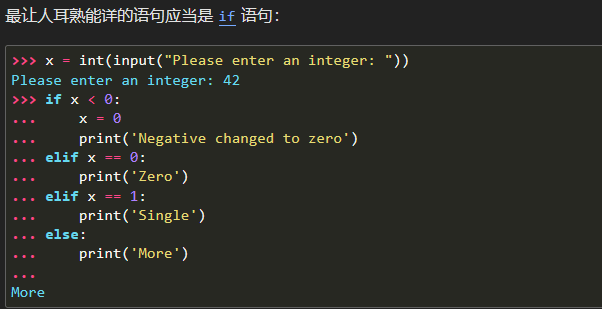 最让人耳熟能详的语句应当是 if 语句：
>>> x = int(input("Please enter an integer: "))
Please enter an integer: 42
>>> if x < 0:
...     x = 0
...     print('Negative changed to zero')
... elif x == 0:
...     print('Zero')
... elif x == 1:
...     print('Single')
... else:
...     print('More')
...
More